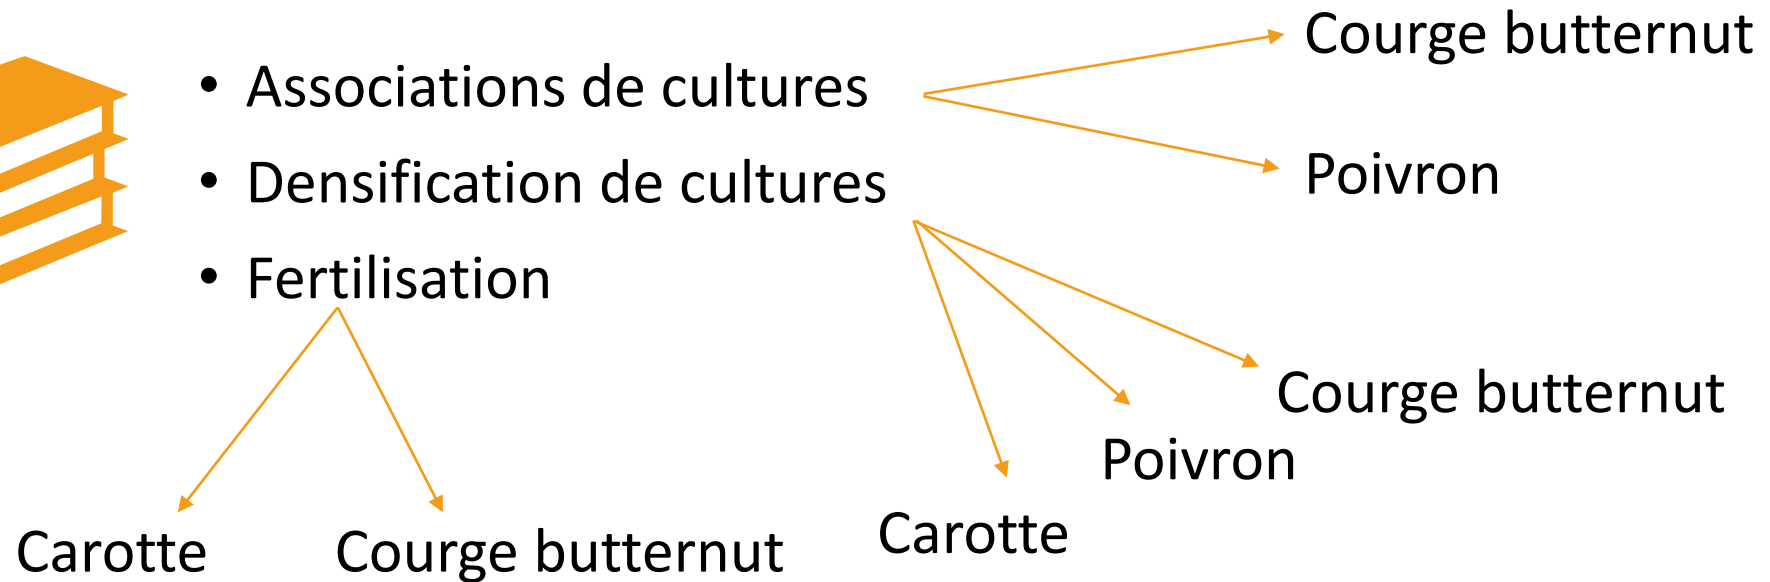 Courge butternut
• Associations de cultures
Poivron
• Densification de cultures
• Fertilisation
Courge butternut
Poivron
Carotte
Carotte
Courge butternut